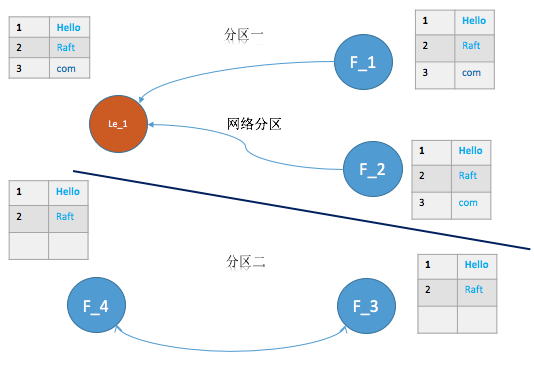 1 Hello
2 Raft
3 com
分区一
F_1
1 Hello
2 Raft
3 com
Le_1
网络分区
F_2
1 Hello
2 Raft
3 com
1 Hello
2 Raft
分区二
F_4
F_3
1 Hello
2 Raft